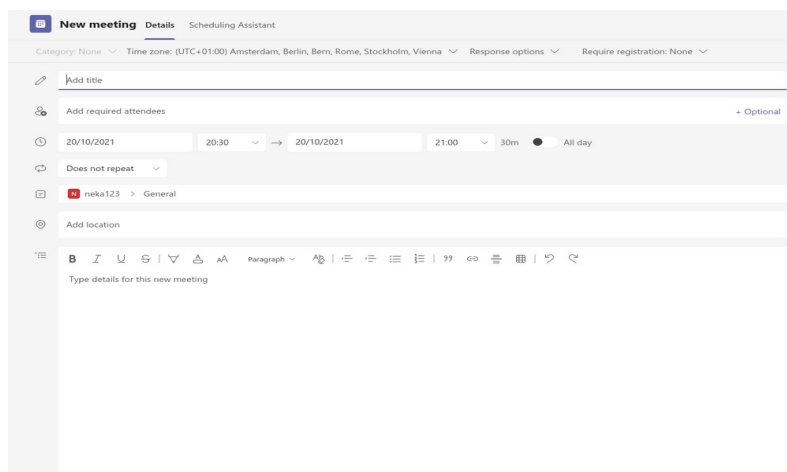 New meeting Details Scheduling Assistant
Category: None Time zone: (UTC+01:00) Amsterdam, Berlin, Bern, Rome, Stockholm, Vienna Response options Require registration: None
Add title
Add required attendees + Optional
20/10/2021 20:30 → 20/10/2021 21:00 30m All day
Does not repeat
N neka123 > General
Add location
B I U S A AA Paragraph Ab
Type details for this new meeting